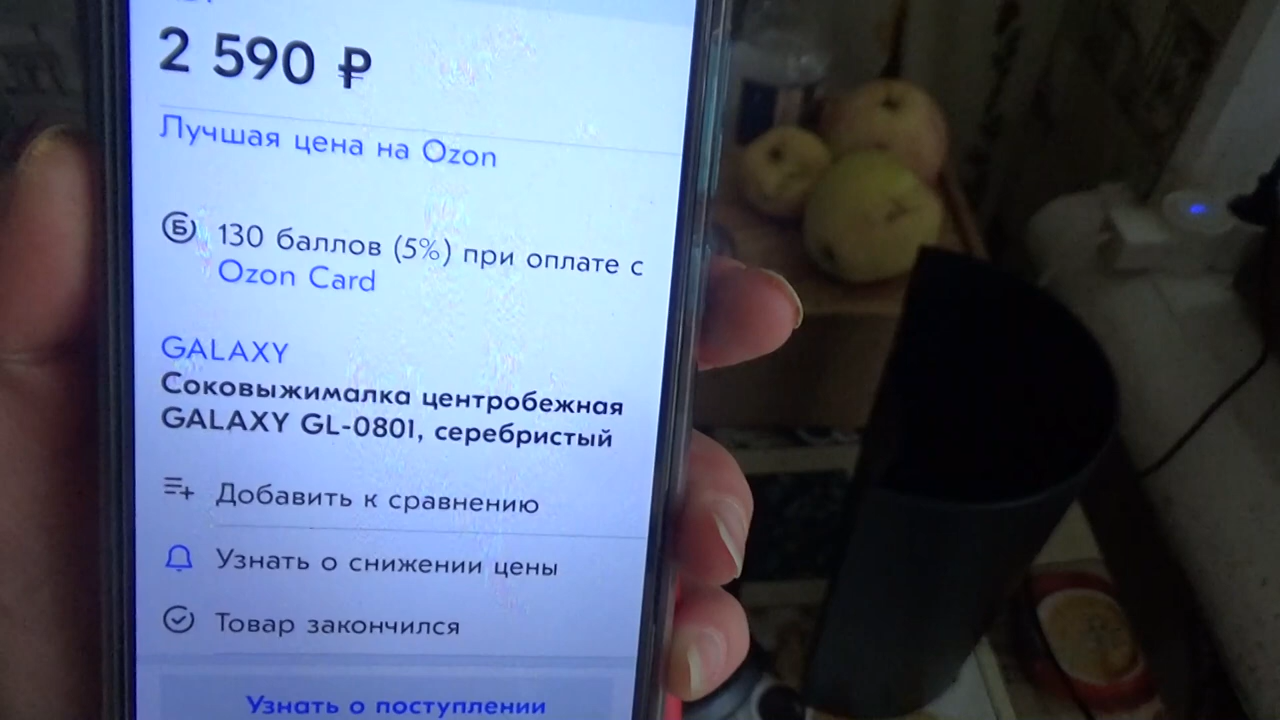 2 590 ₽
Лучшая цена на Ozon
Б 130 баллов (5%) при оплате с
Ozon Card
GALAXY
Соковыжималка центробежная
GALAXY GL-0801, серебристый
Добавить к сравнению
Узнать о снижении цены
Товар закончился
Узнать о поступлении